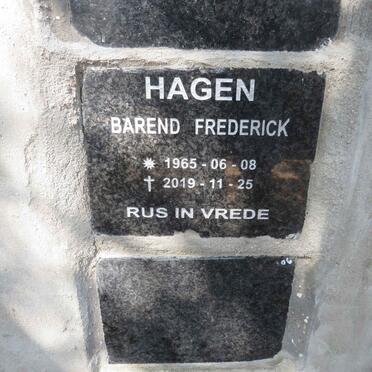 HAGEN
BAREND FREDERICK
✹ 1965 - 06 - 08
✝ 2019 - 11 - 25
RUS IN VREDE